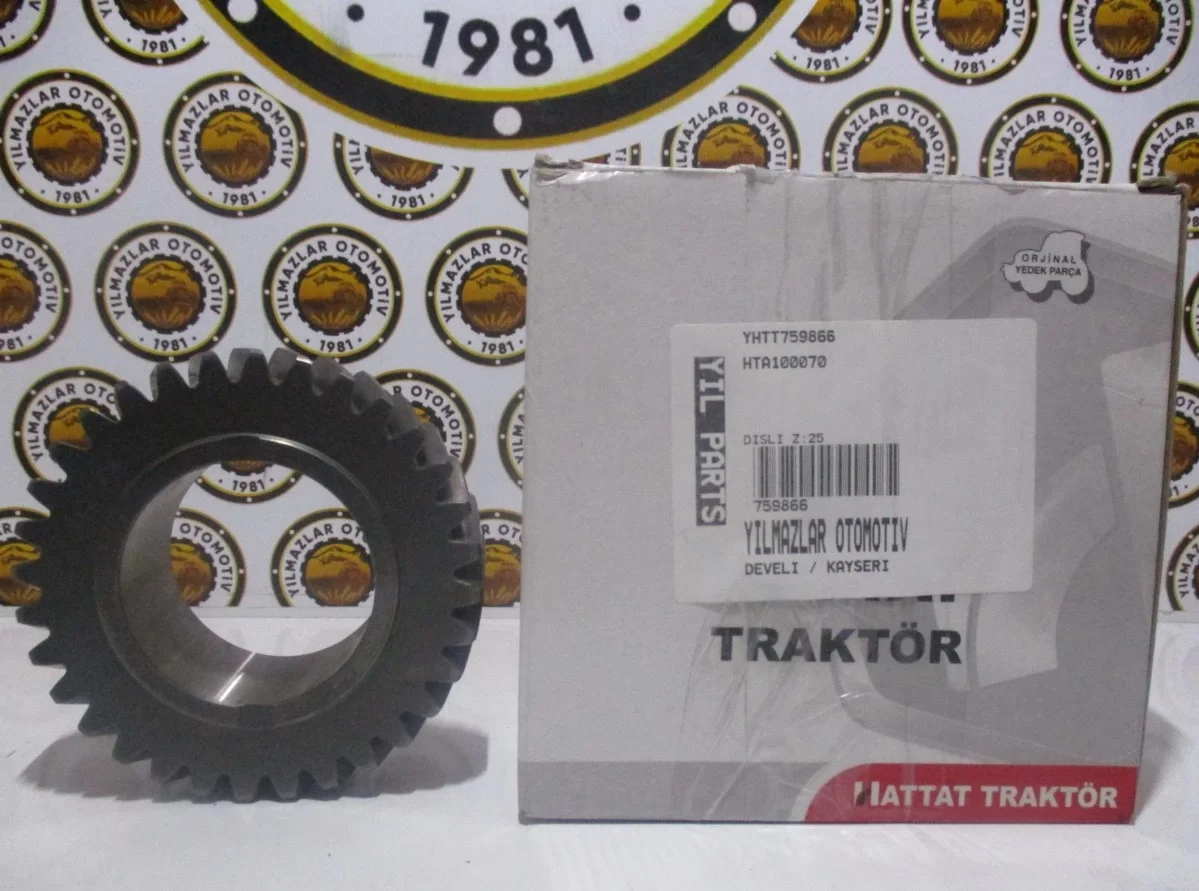 1981
YILMAZLAR OTOMOTIV
1981
ORJİNAL
YEDEK PARÇA
YHTT759866
HTA100070
YIL PARTS
DISLI Z:25
759866
YILMAZLAR OTOMOTIV
DEVELI / KAYSERI
TRAKTÖR
HATTAT TRAKTÖR